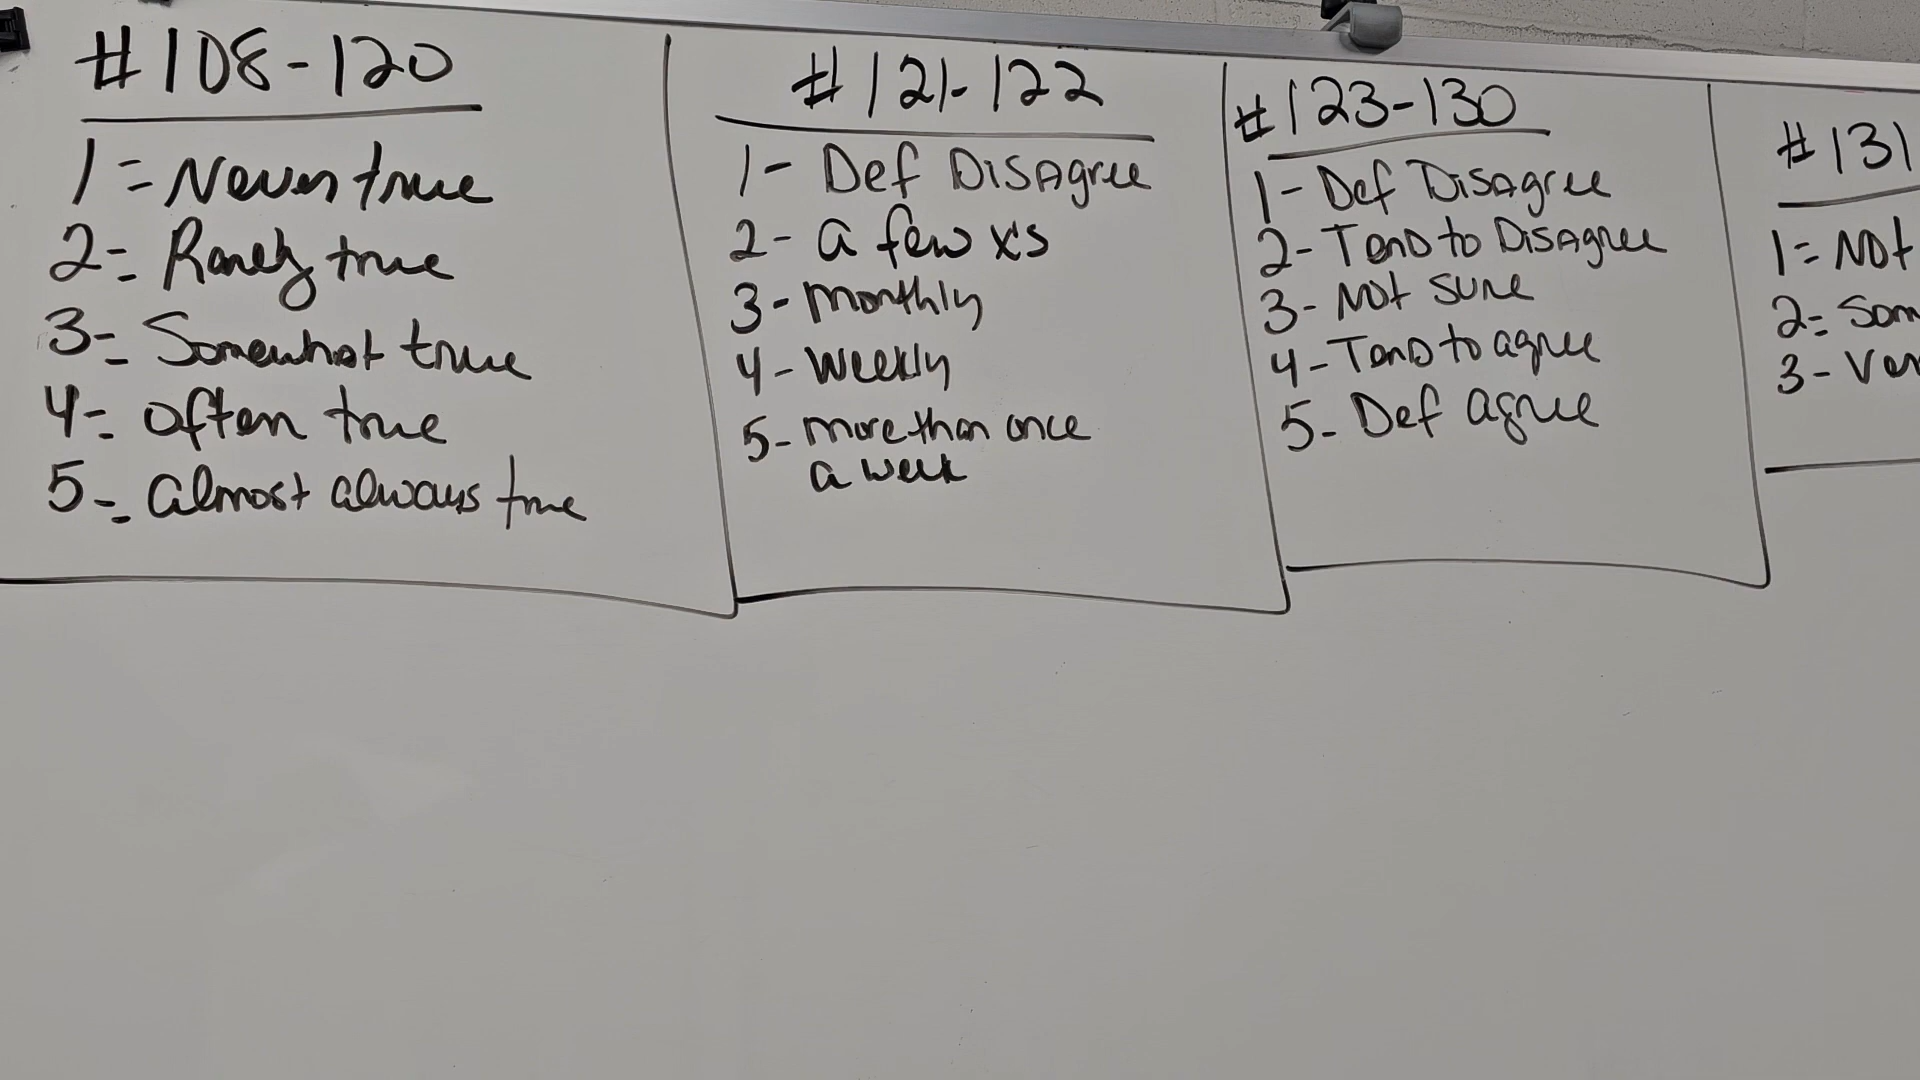 #108-120
1= Never true
2= Rarely true
3= Somewhat true
4= often true
5= almost always true
#121-122
1- Def Disagree
2- a few x's
3- monthly
4- weekly
5- more than once
a week
#123-130
1- Def Disagree
2- Tend to Disagree
3- Not sure
4- Tend to agree
5- Def agree
#131
1= Not
2= Som
3- Ver